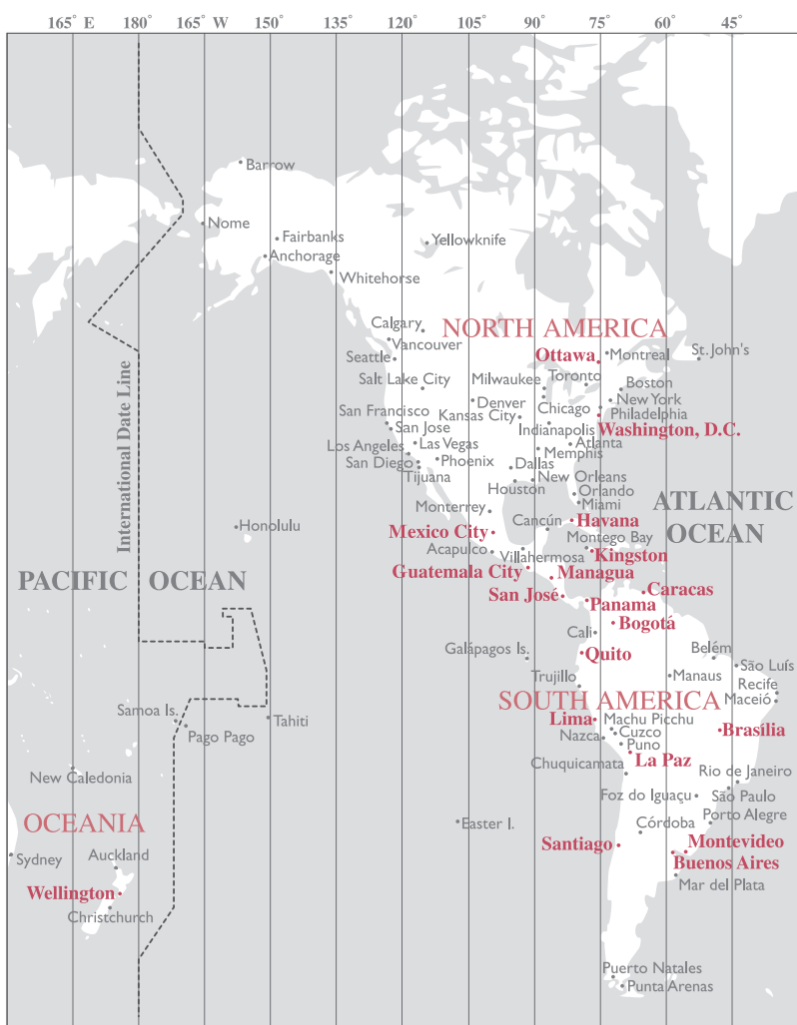 165° E 180° 165° W 150° 135° 120° 105° 90° 75° 60° 45°
Barrow
Nome
Fairbanks
Yellowknife
Anchorage
Whitehorse
Calgary
NORTH AMERICA
Vancouver
Seattle
Ottawa
Montreal
St. John's
Toronto
Salt Lake City
Milwaukee
Boston
Denver
New York
San Francisco
Kansas City
Chicago
Philadelphia
San Jose
Indianapolis
Washington, D.C.
Los Angeles
Las Vegas
Atlanta
Memphis
San Diego
Phoenix
Dallas
Tijuana
New Orleans
Houston
Orlando
Miami
Monterrey
ATLANTIC
OCEAN
International Date Line
Honolulu
Cancún
Havana
Mexico City
Montego Bay
Acapulco
Villahermosa
Kingston
Guatemala City
Managua
PACIFIC OCEAN
San José
Caracas
Panama
Bogotá
Cali
Galápagos Is.
Quito
Belém
São Luís
Trujillo
Manaus
Recife
SOUTH AMERICA
Maceió
Samoa Is.
Tahiti
Lima
Machu Picchu
Pago Pago
Nazca
Cuzco
Brasília
Puno
La Paz
New Caledonia
Chuquicamata
Rio de Janeiro
Foz do Iguaçu
São Paulo
OCEANIA
Easter I.
Porto Alegre
Córdoba
Santiago
Montevideo
Sydney
Auckland
Buenos Aires
Mar del Plata
Wellington
Christchurch
Puerto Natales
Punta Arenas